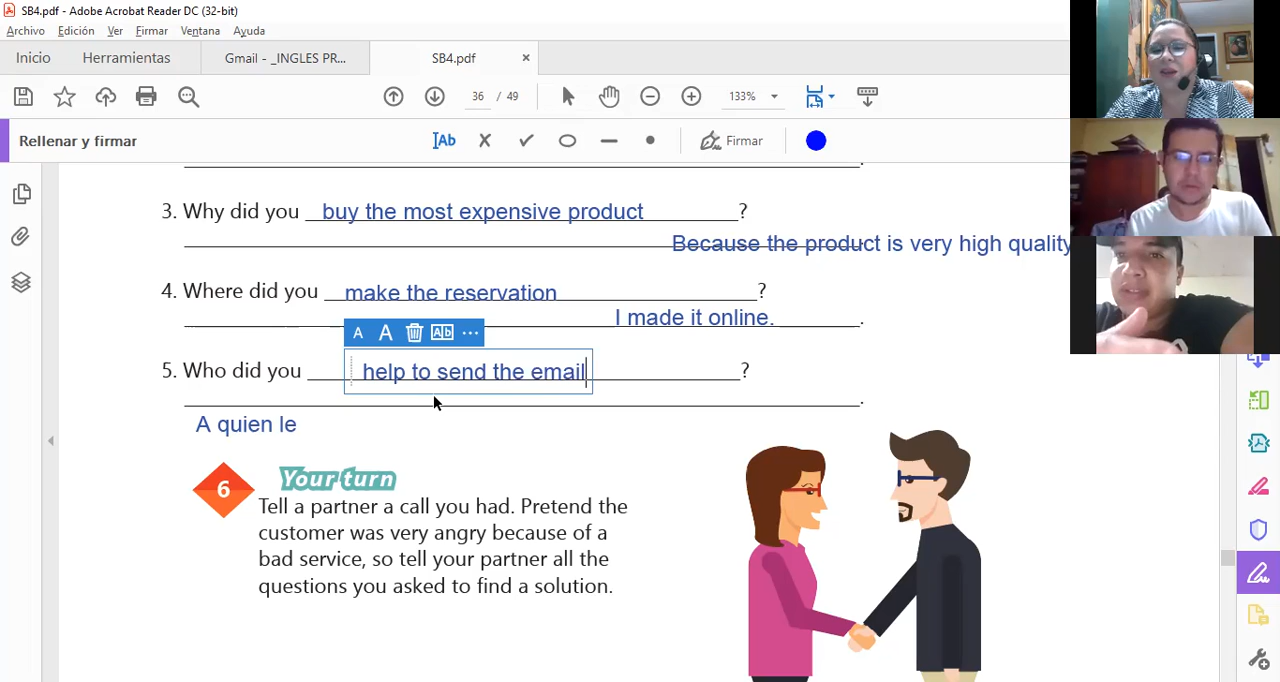 SB4.pdf - Adobe Acrobat Reader DC (32-bit)
Archivo Edición Ver Firmar Ventana Ayuda
Inicio Herramientas Gmail - _INGLES PR... SB4.pdf ×
36 / 49 133%
Rellenar y firmar Ab Firmar
3. Why did you buy the most expensive product ?
Because the product is very high quality
4. Where did you make the reservation ?
I made it online. .
A A Ab ...
5. Who did you help to send the email ?
.
A quien le
6 Your turn
Tell a partner a call you had. Pretend the
customer was very angry because of a
bad service, so tell your partner all the
questions you asked to find a solution.